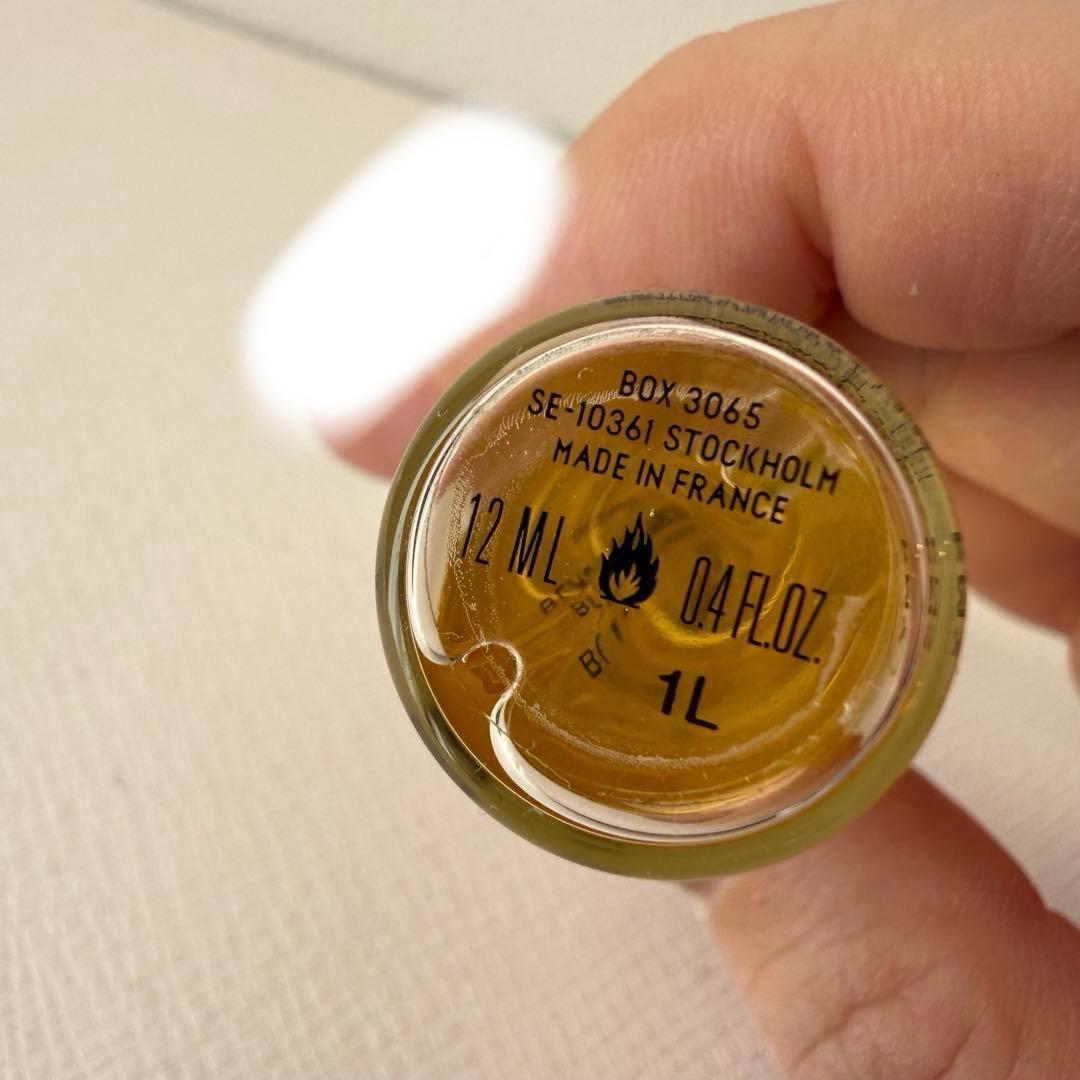 BOX 3065
SE-10361 STOCKHOLM
MADE IN FRANCE
12 ML 0.4 FL.OZ.
1L